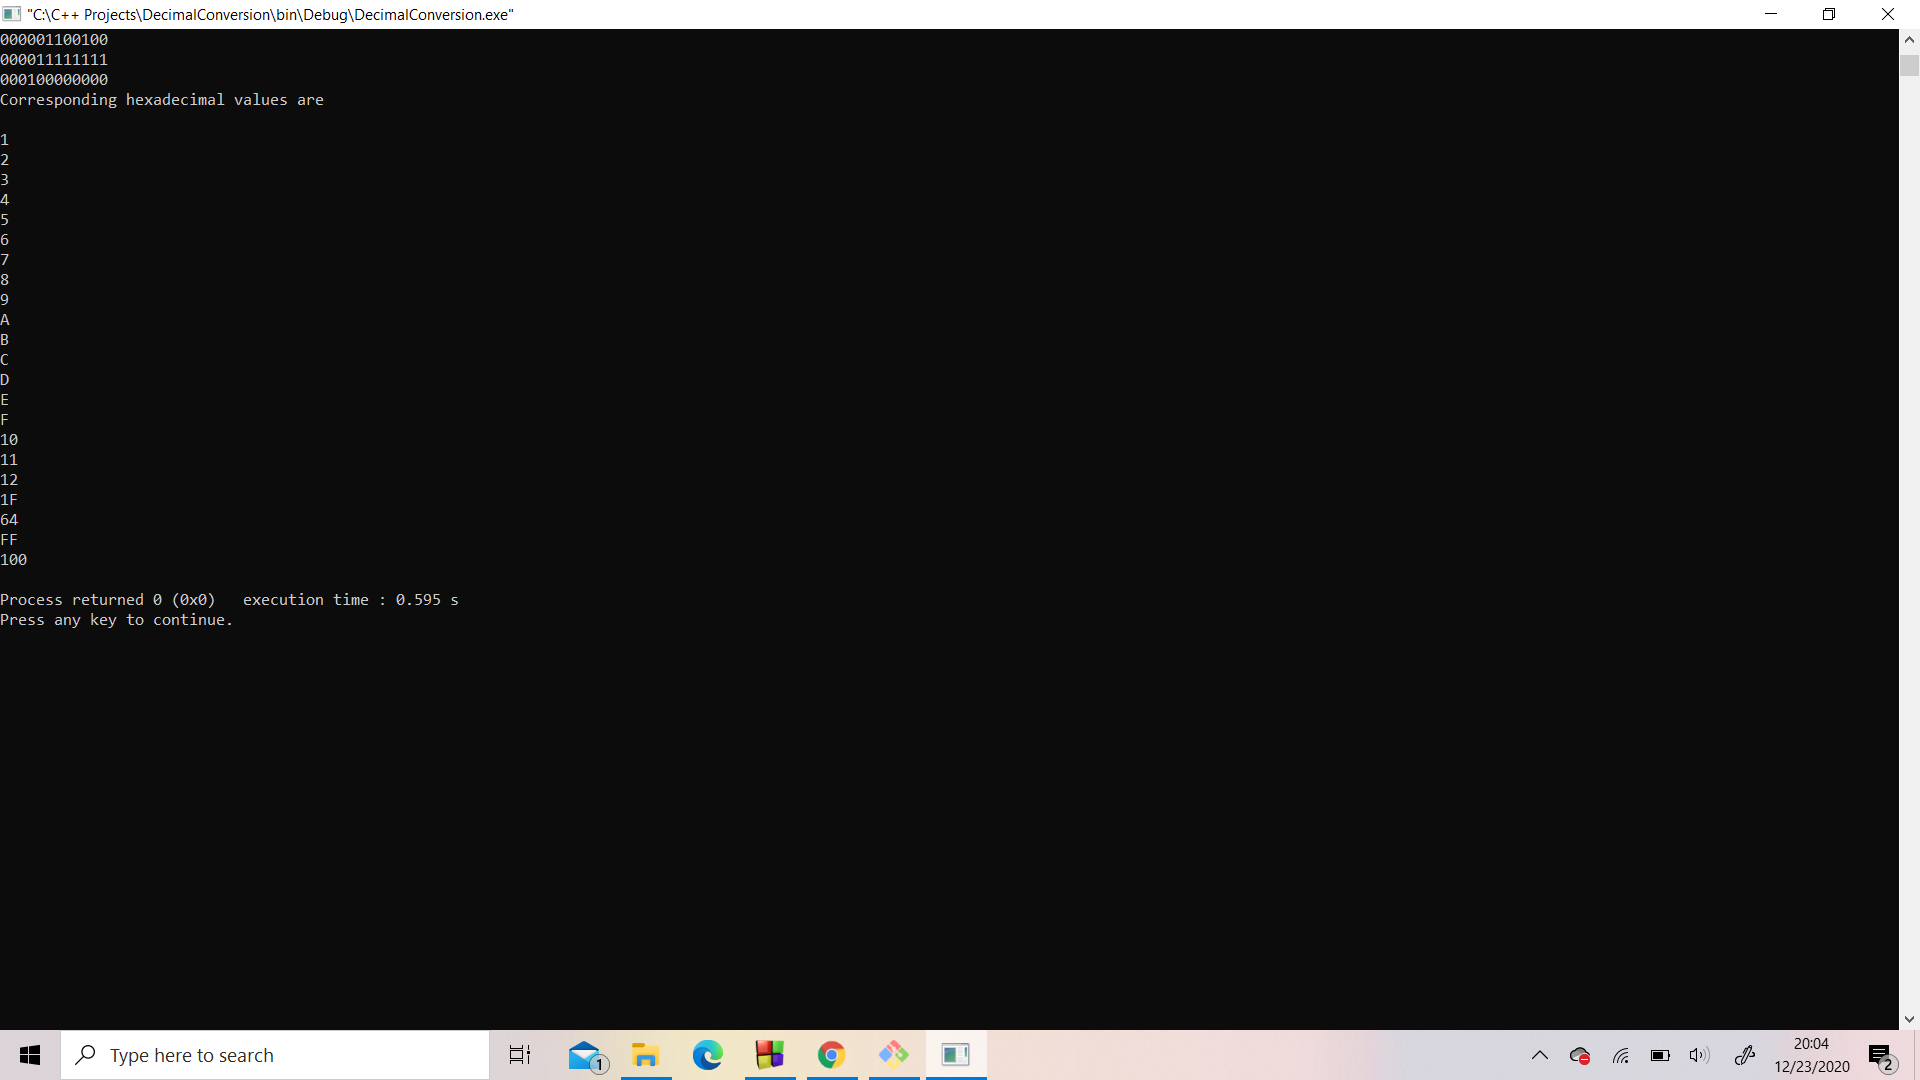 "C:\C++ Projects\DecimalConversion\bin\Debug\DecimalConversion.exe"
000001100100
000011111111
000100000000
Corresponding hexadecimal values are
1
2
3
4
5
6
7
8
9
A
B
C
D
E
F
10
11
12
1F
64
FF
100
Process returned 0 (0x0)   execution time : 0.595 s
Press any key to continue.
Type here to search
1
20:04
12/23/2020
2